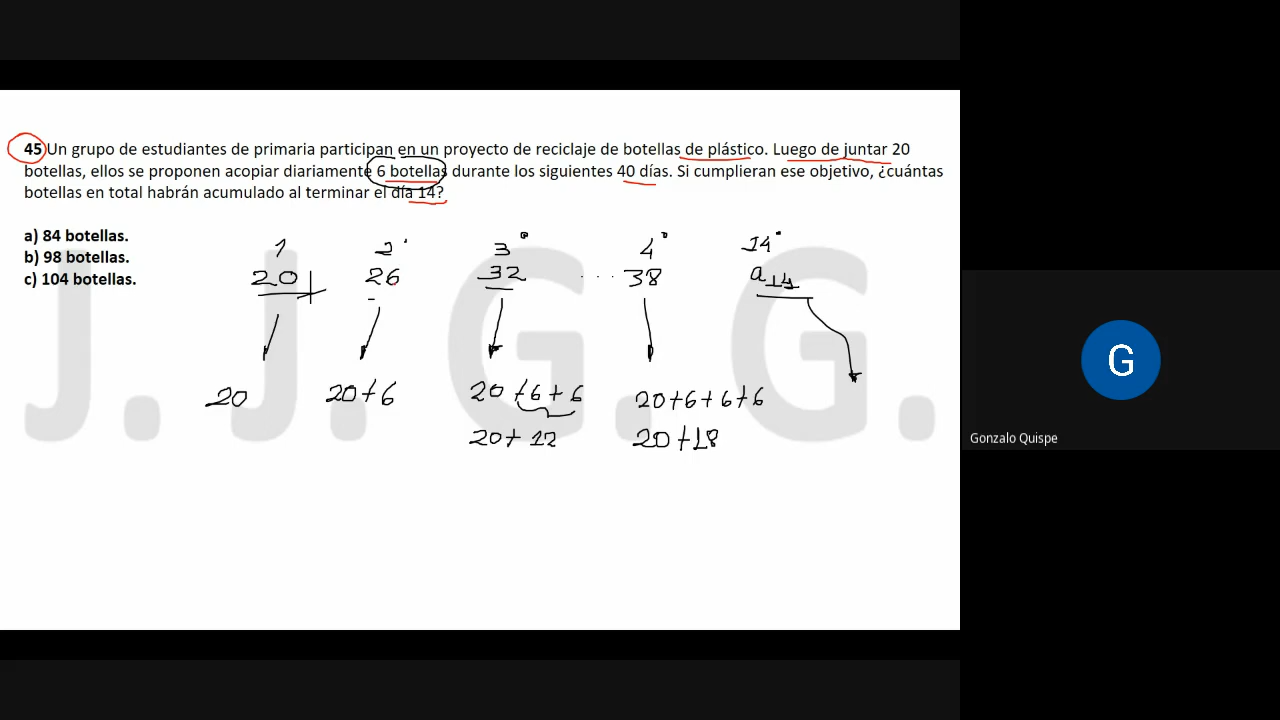 45 Un grupo de estudiantes de primaria participan en un proyecto de reciclaje de botellas de plástico. Luego de juntar 20
botellas, ellos se proponen acopiar diariamente 6 botellas durante los siguientes 40 días. Si cumplieran ese objetivo, ¿cuántas
botellas en total habrán acumulado al terminar el día 14?
a) 84 botellas.
b) 98 botellas.
c) 104 botellas.
1 2 3 4 14
20 26 32 ... 38 a14
20 20+6 20+6+6 20+6+6+6
20+12 20+18
J. J. G. G.
G
Gonzalo Quispe